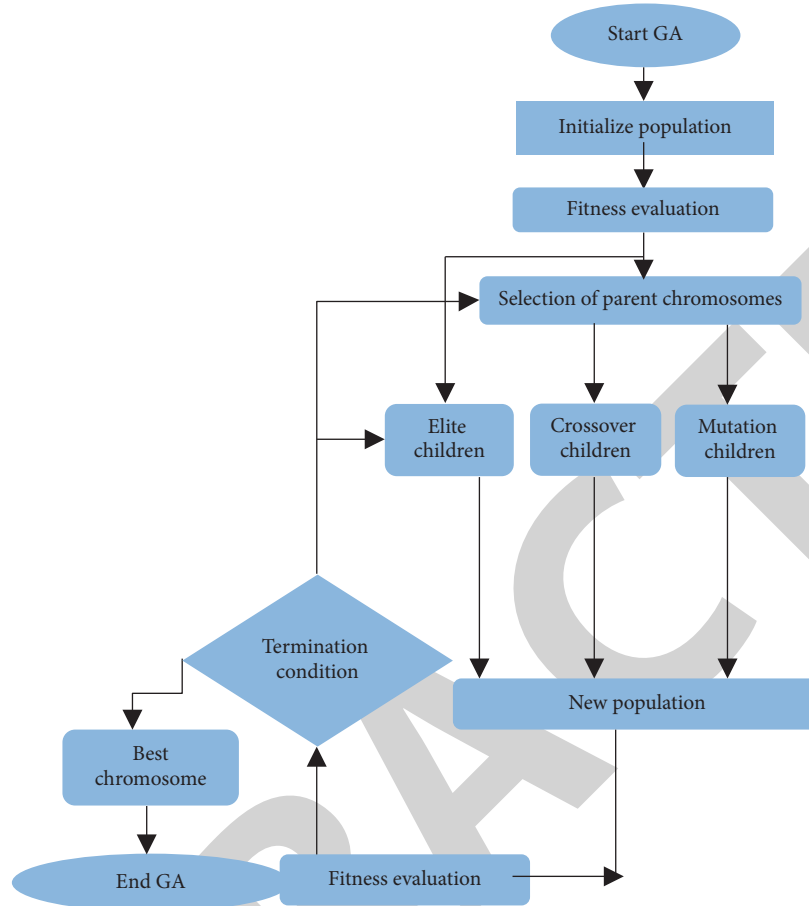 Start GA
Initialize population
Fitness evaluation
Selection of parent chromosomes
Elite
children
Crossover
children
Mutation
children
Termination
condition
New population
Best
chromosome
End GA
Fitness evaluation